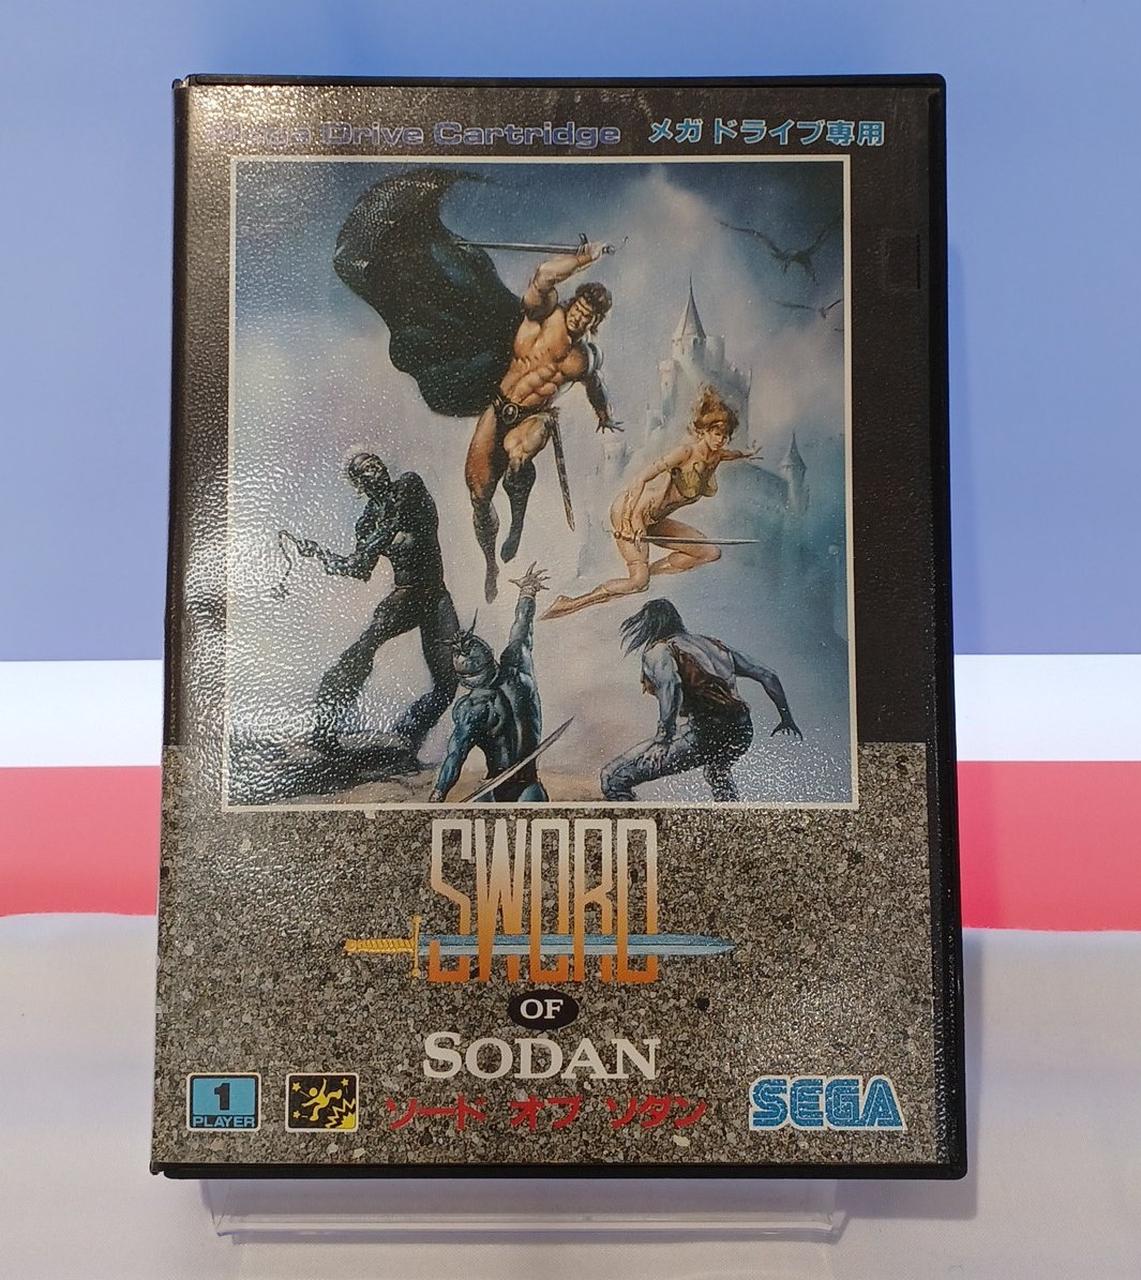 Mega Drive Cartridge メガドライブ専用
SWORD
OF
SODAN
ソード オブ ソダン
1
PLAYER
SEGA